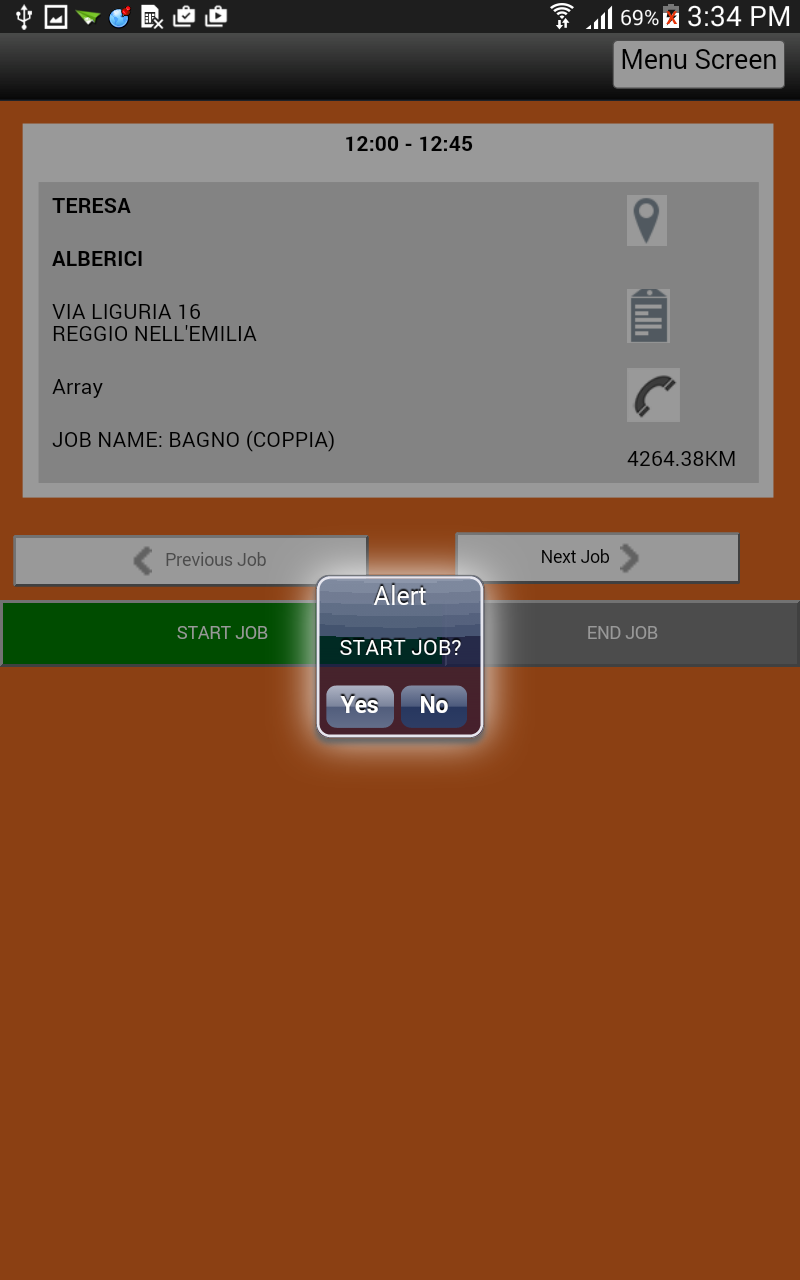 69% 3:34 PM
Menu Screen
12:00 - 12:45
TERESA
ALBERICI
VIA LIGURIA 16
REGGIO NELL'EMILIA
Array
JOB NAME: BAGNO (COPPIA)
4264.38KM
Previous Job
Next Job
START JOB
END JOB
Alert
START JOB?
Yes
No